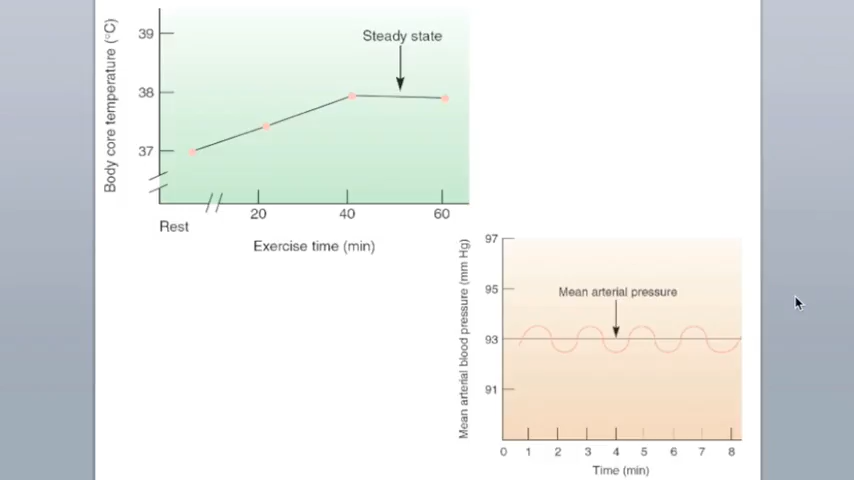 39
Steady state
38
37
Body core temperature (°C)
Rest
20
40
60
Exercise time (min)
97
95
Mean arterial pressure
93
91
Mean arterial blood pressure (mm Hg)
0 1 2 3 4 5 6 7 8
Time (min)